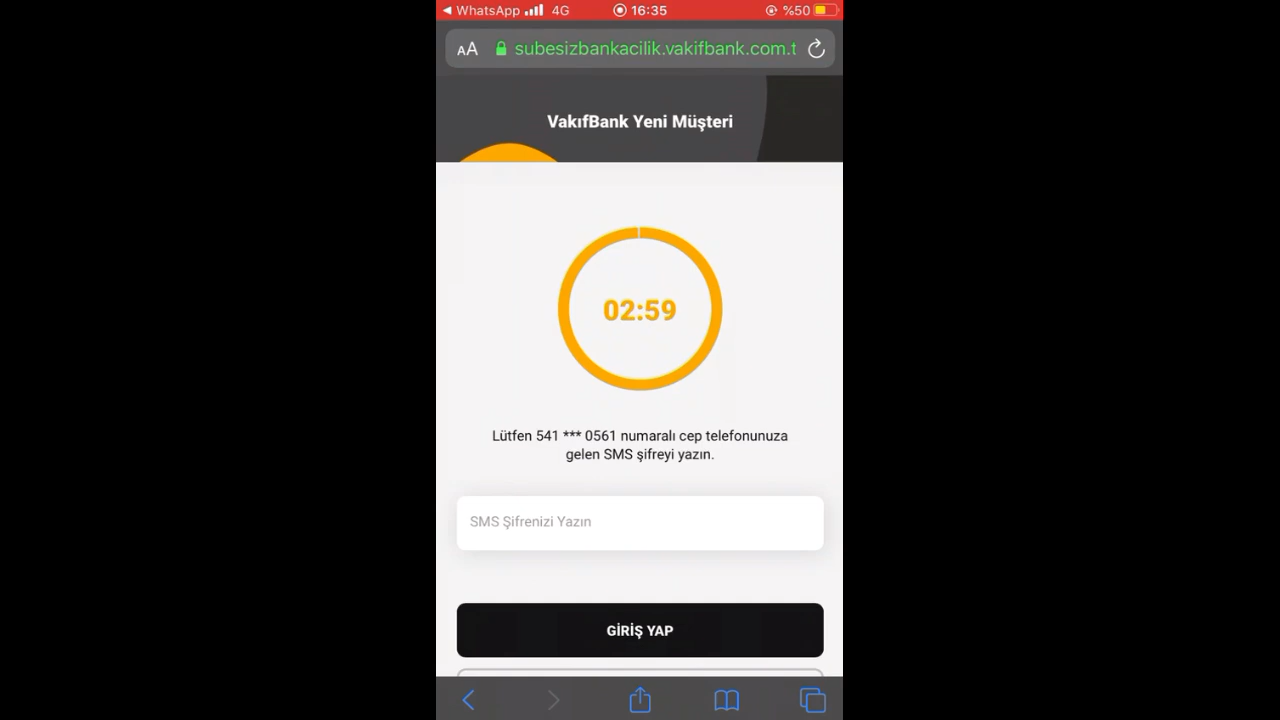 WhatsApp 4G 16:35 %50
AA subesizbankacilik.vakifbank.com.t
VakıfBank Yeni Müşteri
02:59
Lütfen 541 *** 0561 numaralı cep telefonunuza
gelen SMS şifreyi yazın.
SMS Şifrenizi Yazın
GİRİŞ YAP